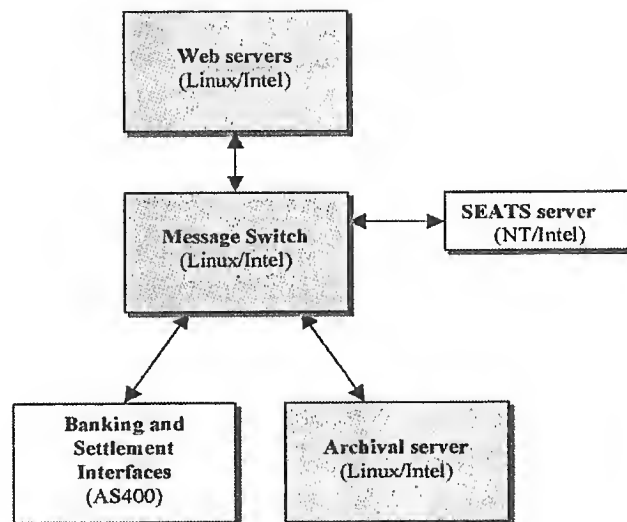 Web servers
(Linux/Intel)
Message Switch
(Linux/Intel)
SEATS server
(NT/Intel)
Banking and
Settlement
Interfaces
(AS400)
Archival server
(Linux/Intel)